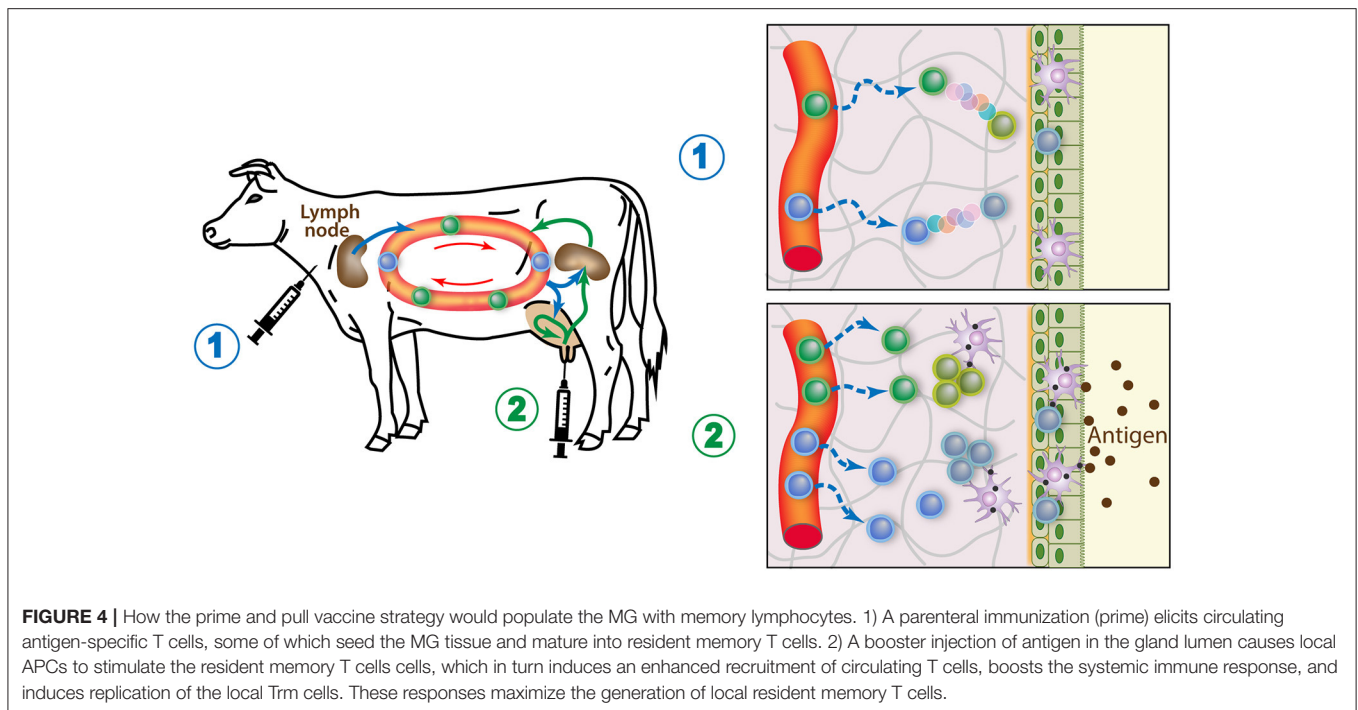 1
Lymph
node
1
2
2
Antigen
FIGURE 4 | How the prime and pull vaccine strategy would populate the MG with memory lymphocytes. 1) A parenteral immunization (prime) elicits circulating
antigen-specific T cells, some of which seed the MG tissue and mature into resident memory T cells. 2) A booster injection of antigen in the gland lumen causes local
APCs to stimulate the resident memory T cells cells, which in turn induces an enhanced recruitment of circulating T cells, boosts the systemic immune response, and
induces replication of the local Trm cells. These responses maximize the generation of local resident memory T cells.